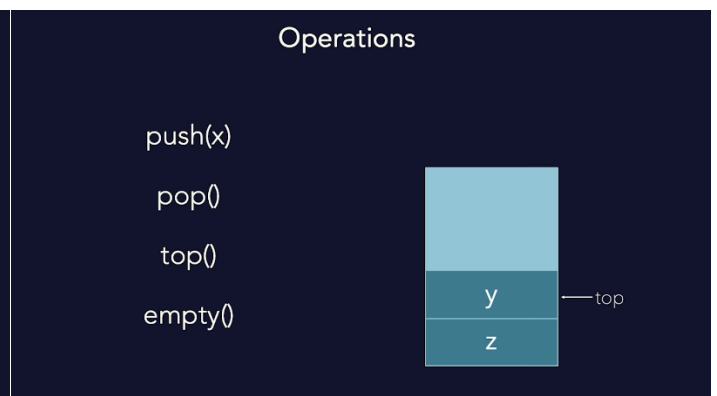 Operations
push(x)
pop()
top()
empty()
y
top
z